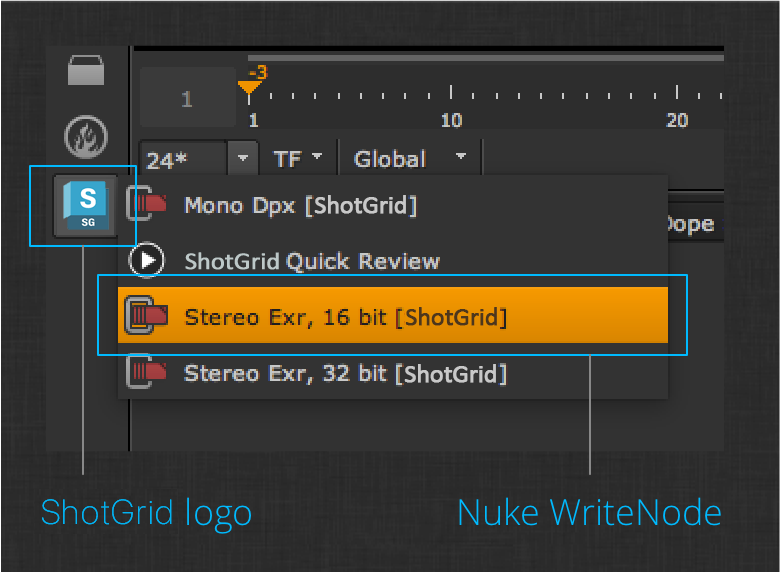 -3
1
1 10 20
24* TF Global
S
SG
Mono Dpx [ShotGrid]
Dope
ShotGrid Quick Review
Stereo Exr, 16 bit [ShotGrid]
Stereo Exr, 32 bit [ShotGrid]
ShotGrid logo
Nuke WriteNode